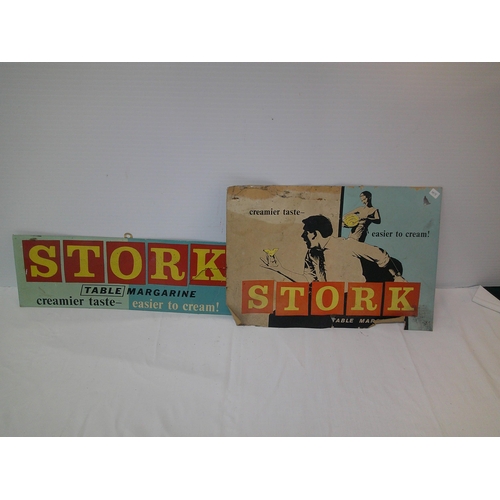 STORK
TABLE MARGARINE
creamier taste~ easier to cream!
creamier taste~
easier to cream!
STORK
TABLE MAR